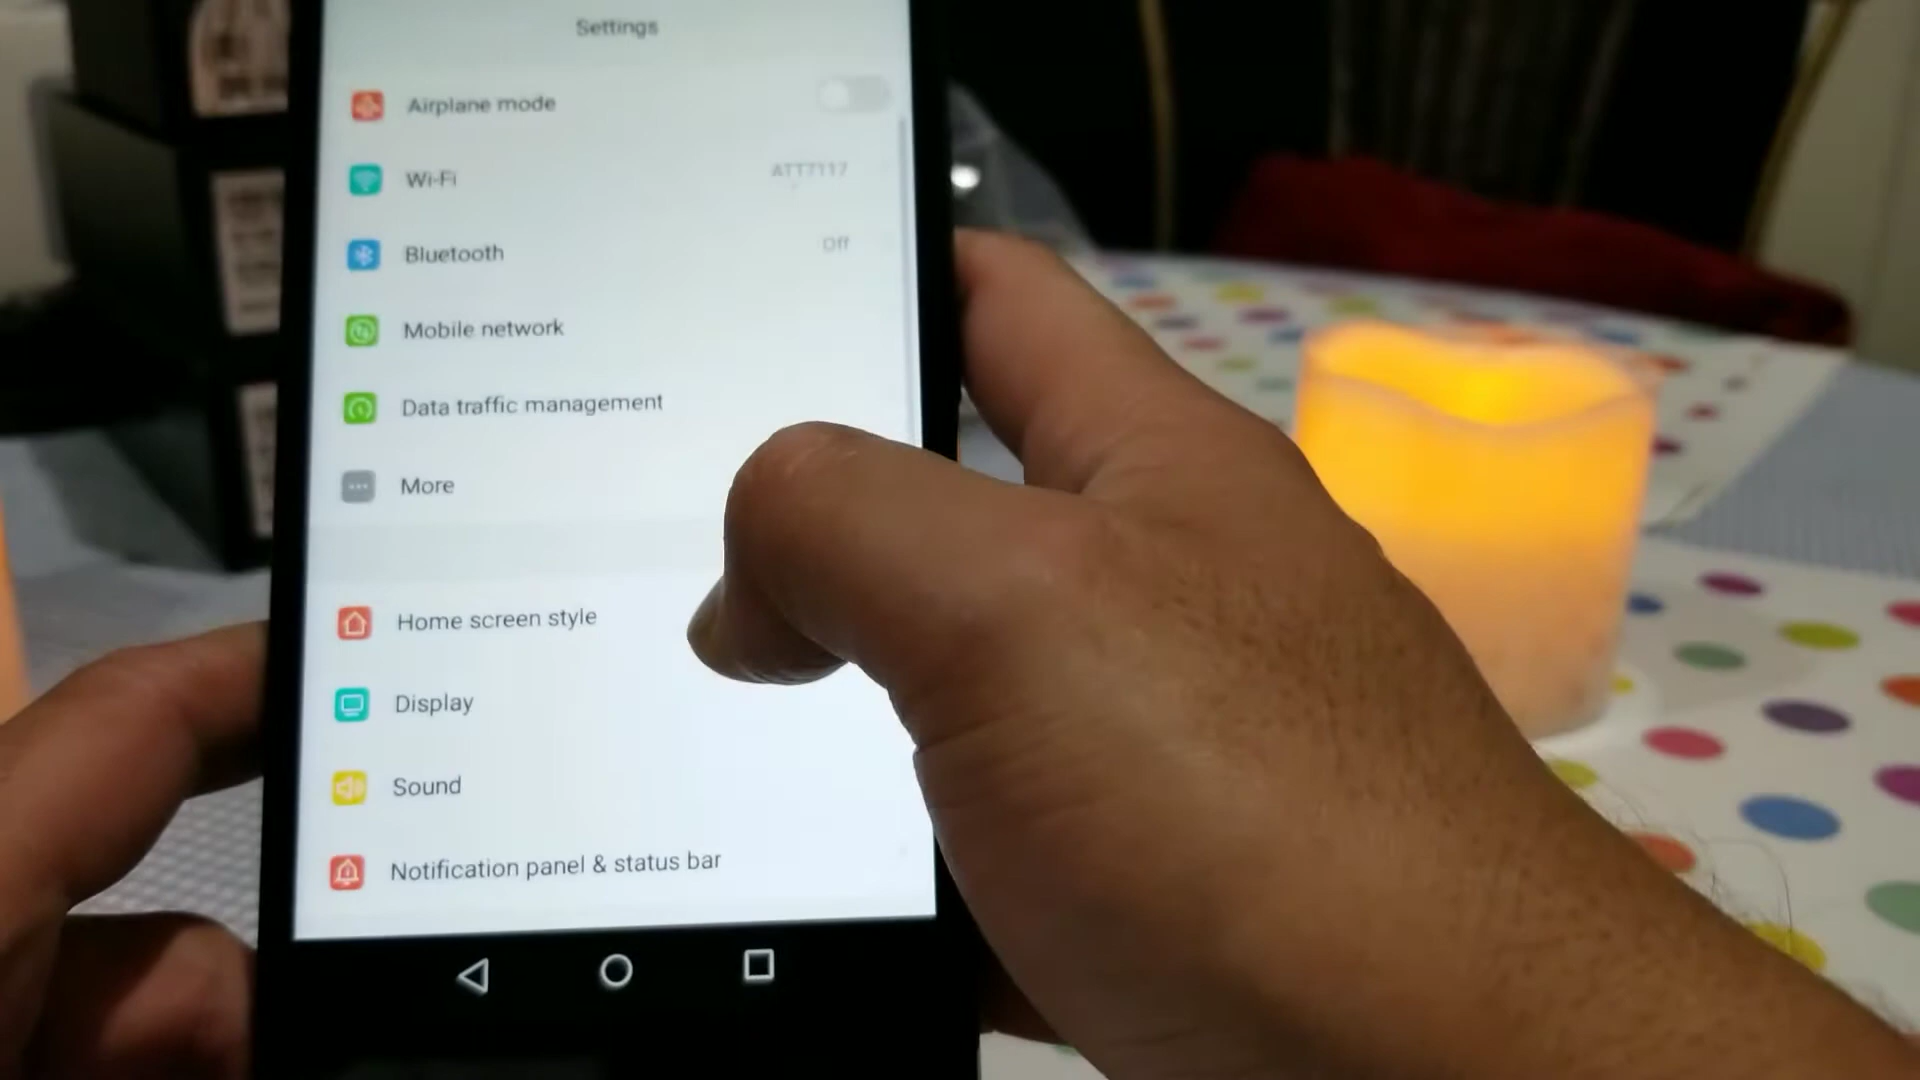 Settings
Airplane mode
Wi-Fi ATT7117
Bluetooth Off
Mobile network
Data traffic management
More
Home screen style
Display
Sound
Notification panel & status bar